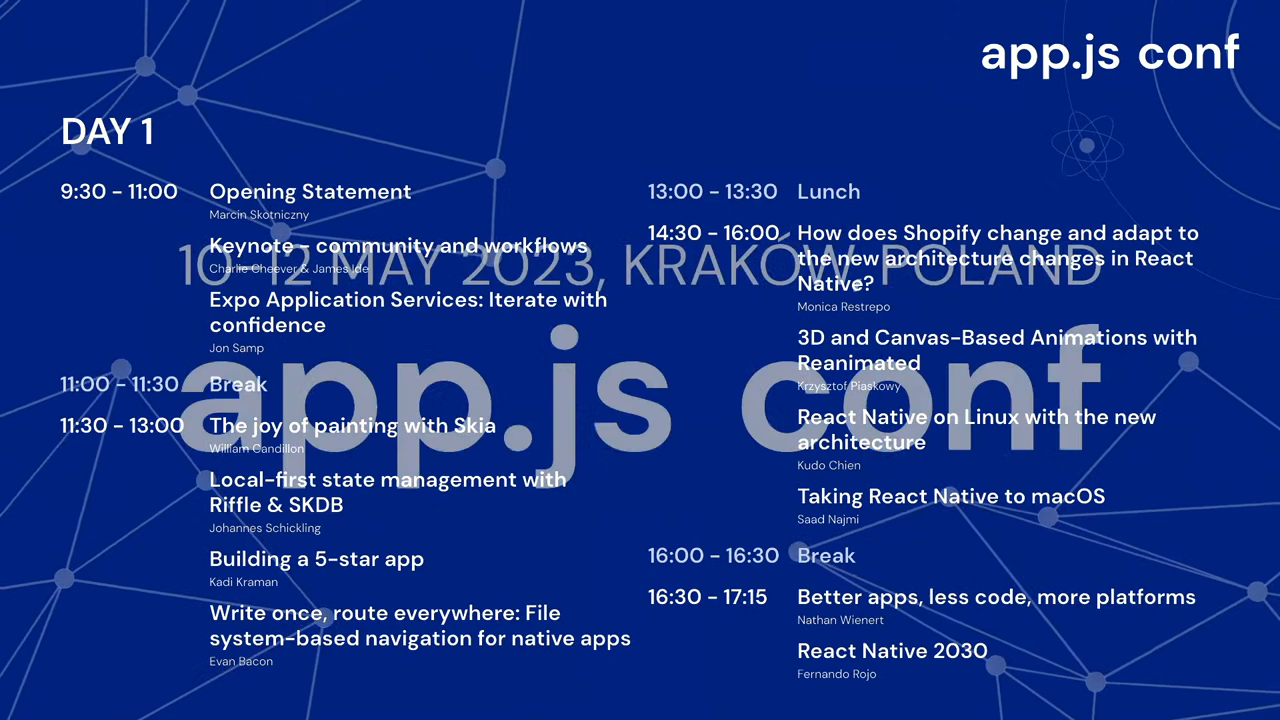 app.js conf
DAY 1
9:30 - 11:00 Opening Statement
Marcin Skotniczny
Keynote - community and workflows
Charlie Cheever & James Ide
Expo Application Services: Iterate with
confidence
Jon Samp
11:00 - 11:30 Break
11:30 - 13:00 The joy of painting with Skia
William Candillon
Local-first state management with
Riffle & SKDB
Johannes Schickling
Building a 5-star app
Kadi Kraman
Write once, route everywhere: File
system-based navigation for native apps
Evan Bacon
13:00 - 13:30 Lunch
14:30 - 16:00 How does Shopify change and adapt to
the new architecture changes in React
Native?
Monica Restrepo
3D and Canvas-Based Animations with
Reanimated
Krzysztof Piaskowy
React Native on Linux with the new
architecture
Kudo Chien
Taking React Native to macOS
Saad Najmi
16:00 - 16:30 Break
16:30 - 17:15 Better apps, less code, more platforms
Nathan Wienert
React Native 2030
Fernando Rojo
10-12 MAY 2023, KRAKÓW, POLAND
app.js conf